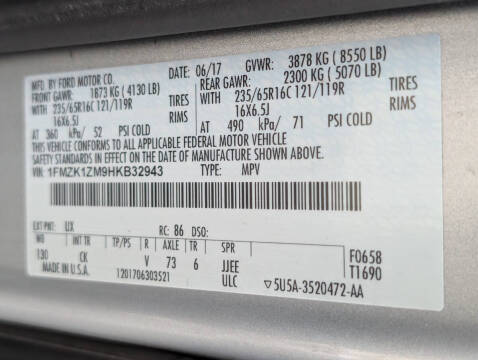 MFD. BY FORD MOTOR CO. DATE 06/17 GVWR: 3878 KG ( 8550 LB)
FRONT GAWR: 1873 KG ( 4130 LB) REAR GAWR: 2300 KG ( 5070 LB)
WITH 235/65R16C 121/119R TIRES WITH 235/65R16C 121/119R TIRES
16X6.5J RIMS 16X6.5J RIMS
AT 360 kPa/ 52 PSI COLD AT 490 kPa/ 71 PSI COLD
THIS VEHICLE CONFORMS TO ALL APPLICABLE FEDERAL MOTOR VEHICLE
SAFETY STANDARDS IN EFFECT ON THE DATE OF MANUFACTURE SHOWN ABOVE.
VIN: 1FMZK1ZM9HKB32943 TYPE: MPV
EXT PNT: UX RC: 86 DSO:
WB INT TR TP/PS R AXLE TR SPR
130 CK V 73 6 JJEE F0658
MADE IN U.S.A. 1201706303521 ULC ▽5U5A-3520472-AA T1690